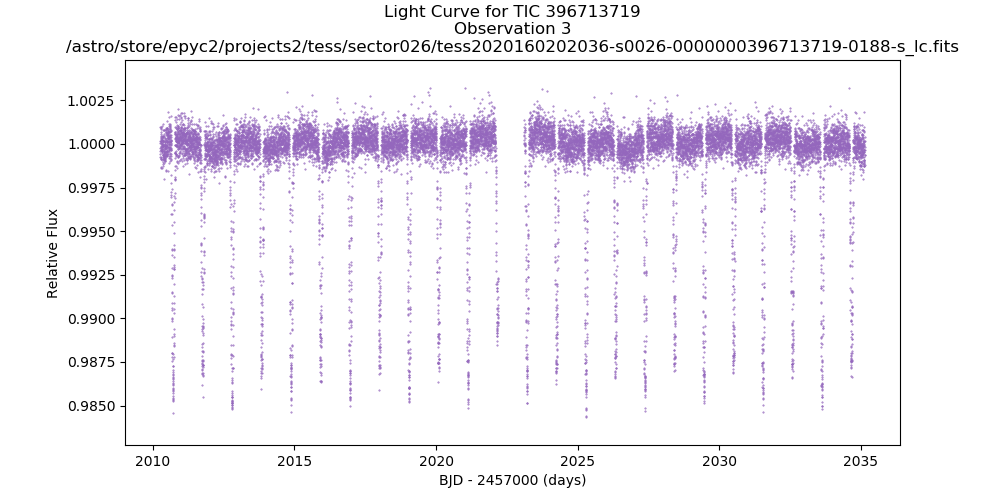 Light Curve for TIC 396713719
Observation 3
/astro/store/epyc2/projects2/tess/sector026/tess2020160202036-s0026-0000000396713719-0188-s_lc.fits
1.0025
1.0000
0.9975
0.9950
0.9925
0.9900
0.9875
0.9850
Relative Flux
2010
2015
2020
2025
2030
2035
BJD - 2457000 (days)